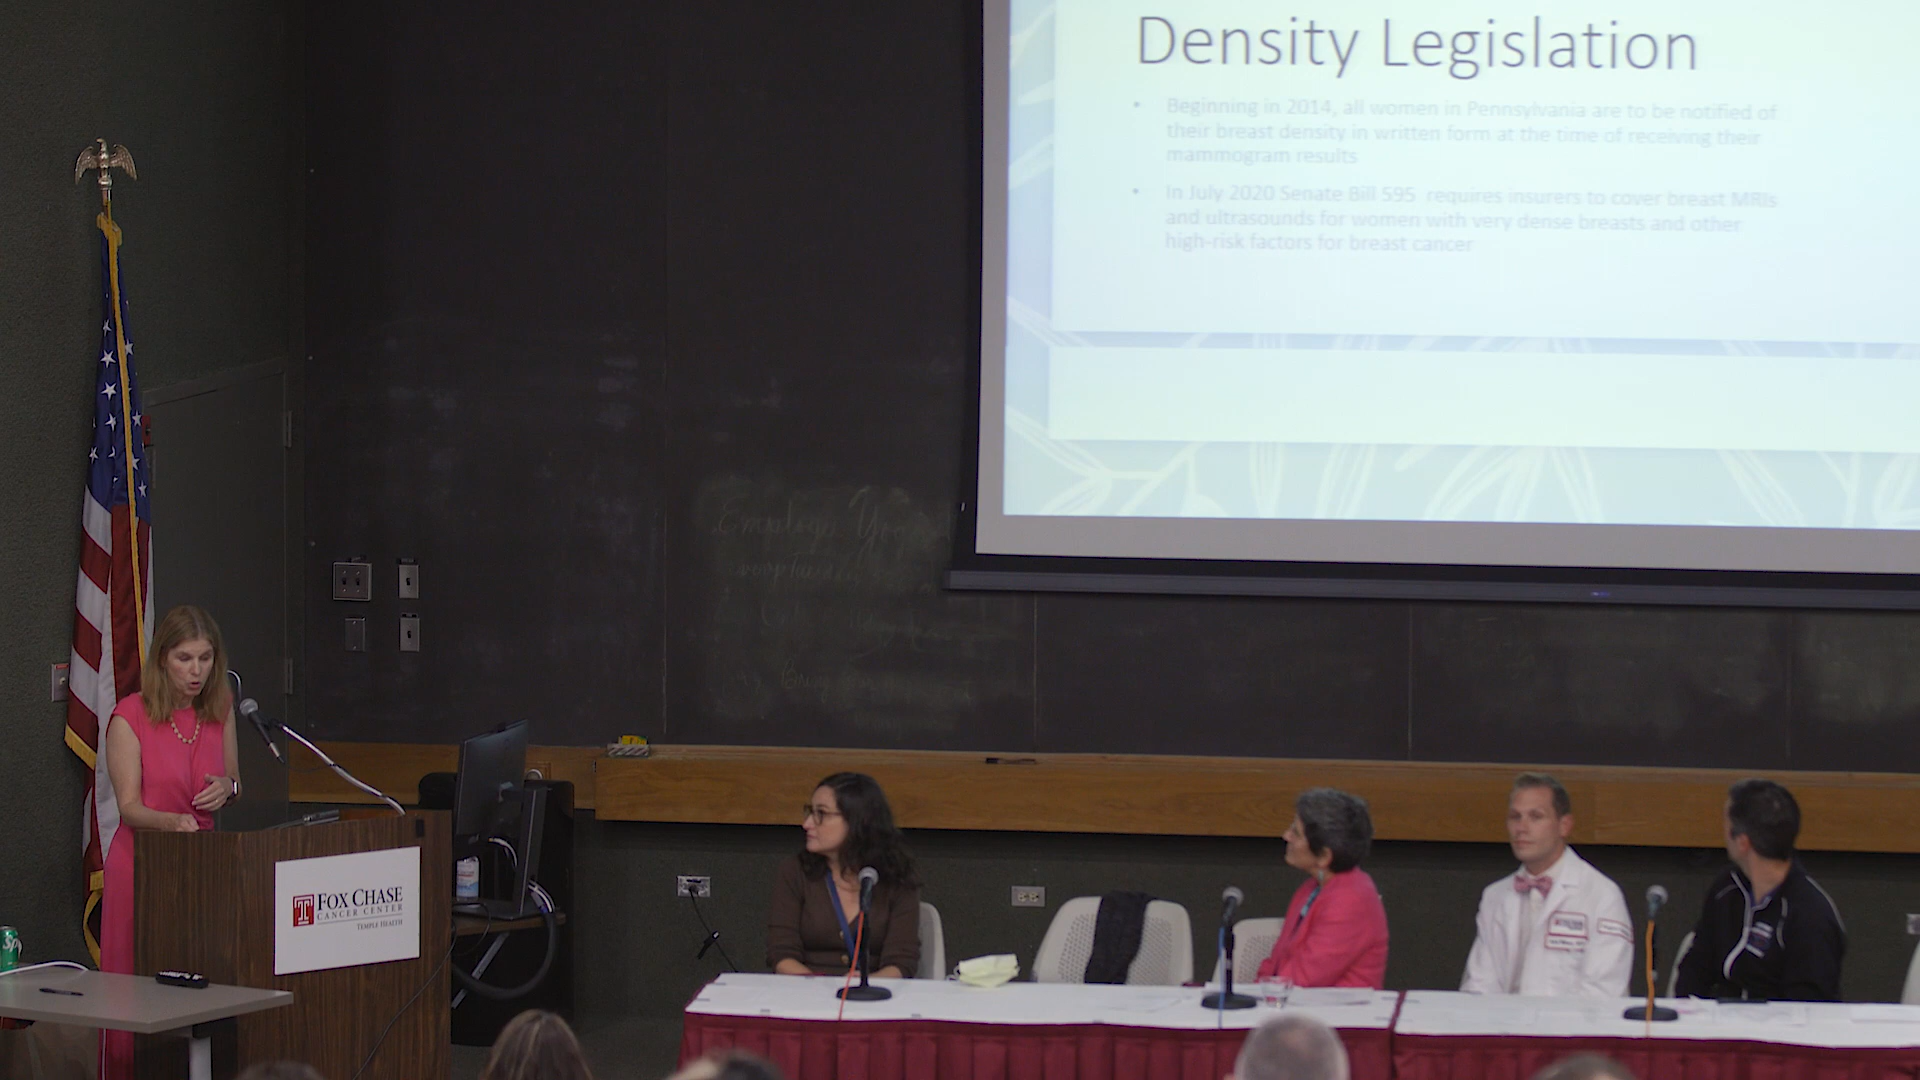 Density Legislation
• Beginning in 2014, all women in Pennsylvania are to be notified of
their breast density in written form at the time of receiving their
mammogram results
• In July 2020 Senate Bill 595 requires insurers to cover breast MRIs
and ultrasounds for women with very dense breasts and other
high-risk factors for breast cancer
T FOX CHASE
CANCER CENTER
TEMPLE HEALTH
Sp